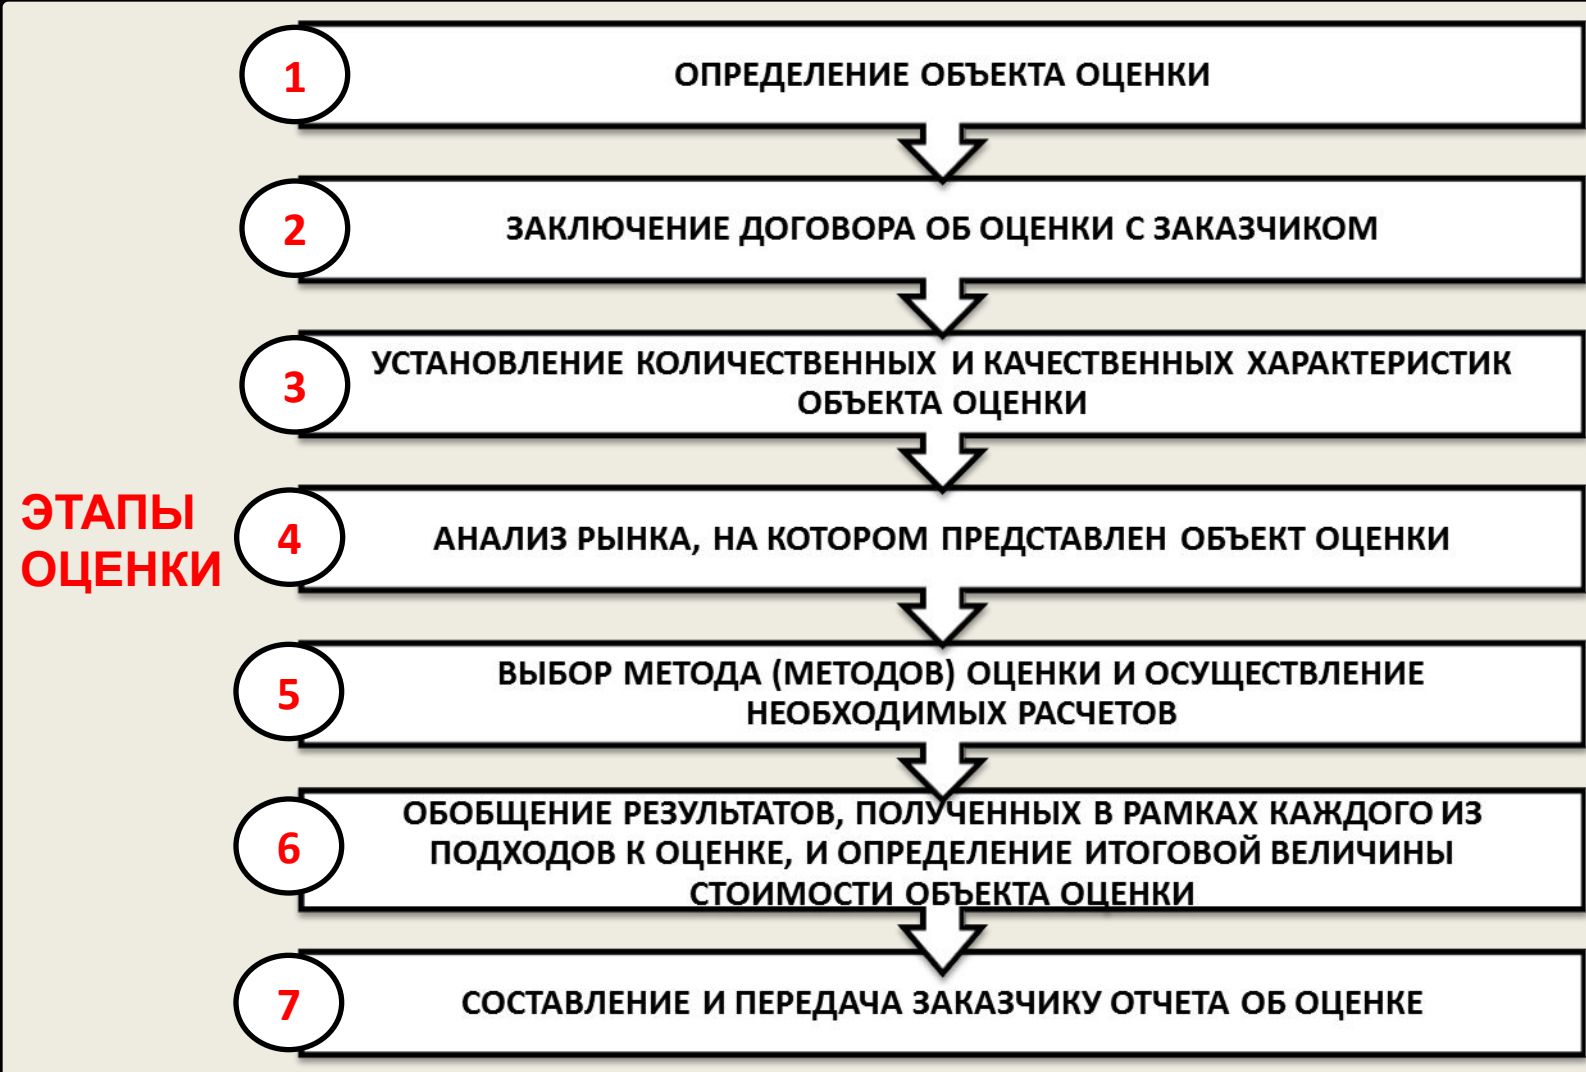 1
ОПРЕДЕЛЕНИЕ ОБЪЕКТА ОЦЕНКИ
2
ЗАКЛЮЧЕНИЕ ДОГОВОРА ОБ ОЦЕНКИ С ЗАКАЗЧИКОМ
3
УСТАНОВЛЕНИЕ КОЛИЧЕСТВЕННЫХ И КАЧЕСТВЕННЫХ ХАРАКТЕРИСТИК
ОБЪЕКТА ОЦЕНКИ
ЭТАПЫ
ОЦЕНКИ
4
АНАЛИЗ РЫНКА, НА КОТОРОМ ПРЕДСТАВЛЕН ОБЪЕКТ ОЦЕНКИ
5
ВЫБОР МЕТОДА (МЕТОДОВ) ОЦЕНКИ И ОСУЩЕСТВЛЕНИЕ
НЕОБХОДИМЫХ РАСЧЕТОВ
6
ОБОБЩЕНИЕ РЕЗУЛЬТАТОВ, ПОЛУЧЕННЫХ В РАМКАХ КАЖДОГО ИЗ
ПОДХОДОВ К ОЦЕНКЕ, И ОПРЕДЕЛЕНИЕ ИТОГОВОЙ ВЕЛИЧИНЫ
СТОИМОСТИ ОБЪЕКТА ОЦЕНКИ
7
СОСТАВЛЕНИЕ И ПЕРЕДАЧА ЗАКАЗЧИКУ ОТЧЕТА ОБ ОЦЕНКЕ